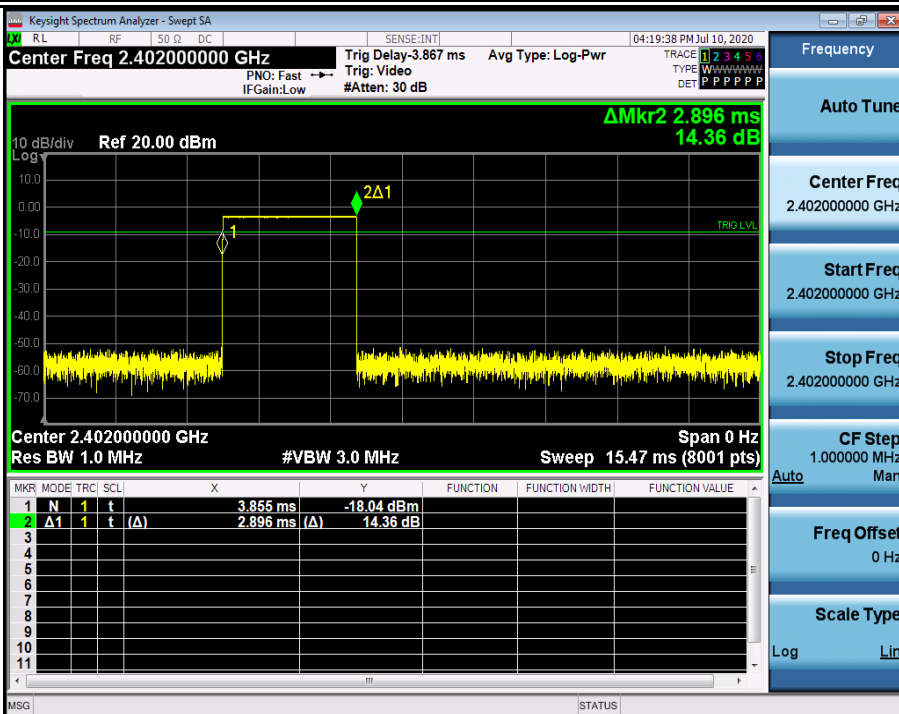 Keysight Spectrum Analyzer - Swept SA
LXI RL RF 50 Ω DC SENSE:INT 04:19:38 PM Jul 10, 2020
Center Freq 2.402000000 GHz
PNO: Fast
IFGain:Low
Trig Delay-3.867 ms
Trig: Video
#Atten: 30 dB
Avg Type: Log-Pwr
TRACE 1 2 3 4 5 6
TYPE WWWWWW
DET P P P P P P
ΔMkr2 2.896 ms
14.36 dB
10 dB/div Ref 20.00 dBm
Log
10.0
0.00
-10.0
-20.0
-30.0
-40.0
-50.0
-60.0
-70.0
2Δ1
1
TRIG LVL
Center 2.402000000 GHz Span 0 Hz
Res BW 1.0 MHz #VBW 3.0 MHz Sweep 15.47 ms (8001 pts)
MKR MODE TRC SCL X Y FUNCTION FUNCTION WIDTH FUNCTION VALUE
1 N 1 t 3.855 ms -18.04 dBm
2 Δ1 1 t (Δ) 2.896 ms (Δ) 14.36 dB
3
4
5
6
7
8
9
10
11
MSG STATUS
Frequency
Auto Tune
Center Freq
2.402000000 GHz
Start Freq
2.402000000 GHz
Stop Freq
2.402000000 GHz
CF Step
1.000000 MHz
Auto Man
Freq Offset
0 Hz
Scale Type
Log Lin